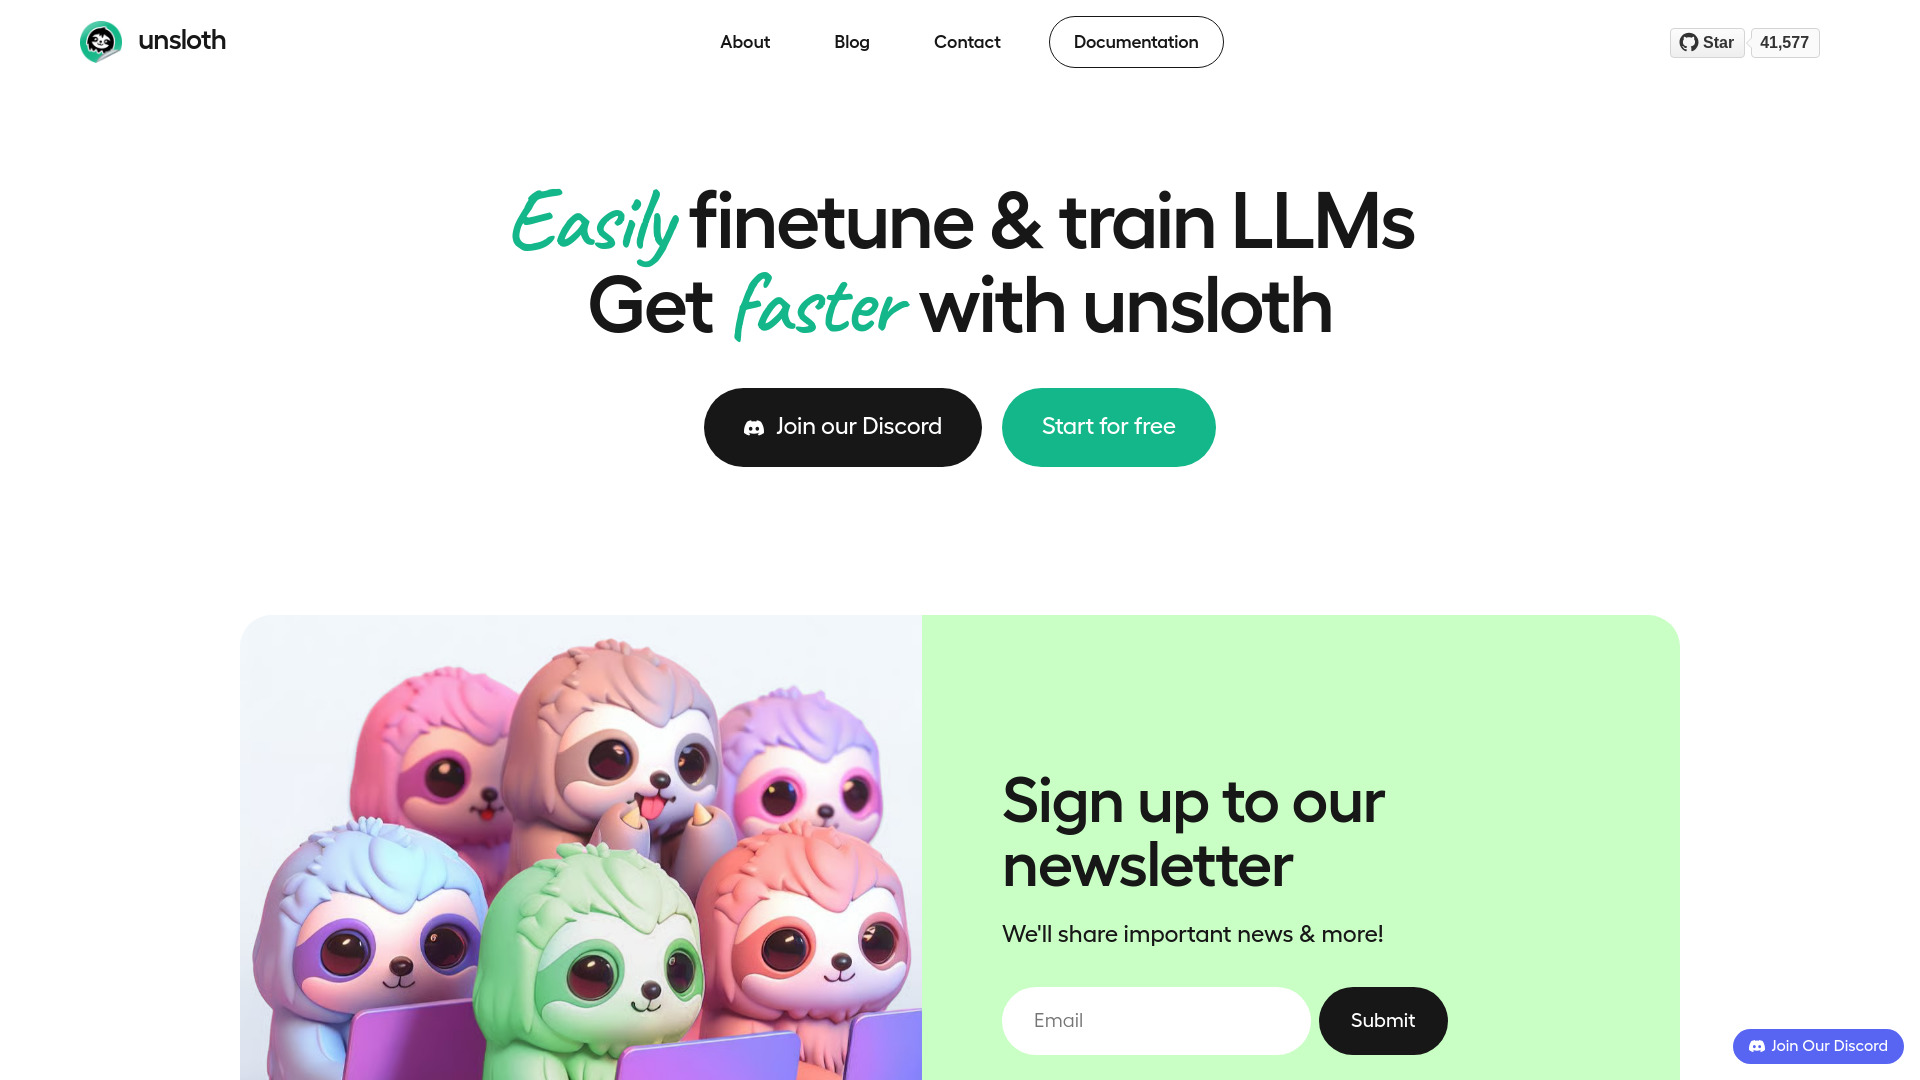 unsloth
About
Blog
Contact
Documentation
Star
41,577
Easily finetune & train LLMs
Get faster with unsloth
Join our Discord
Start for free
Sign up to our
newsletter
We'll share important news & more!
Email
Submit
Join Our Discord